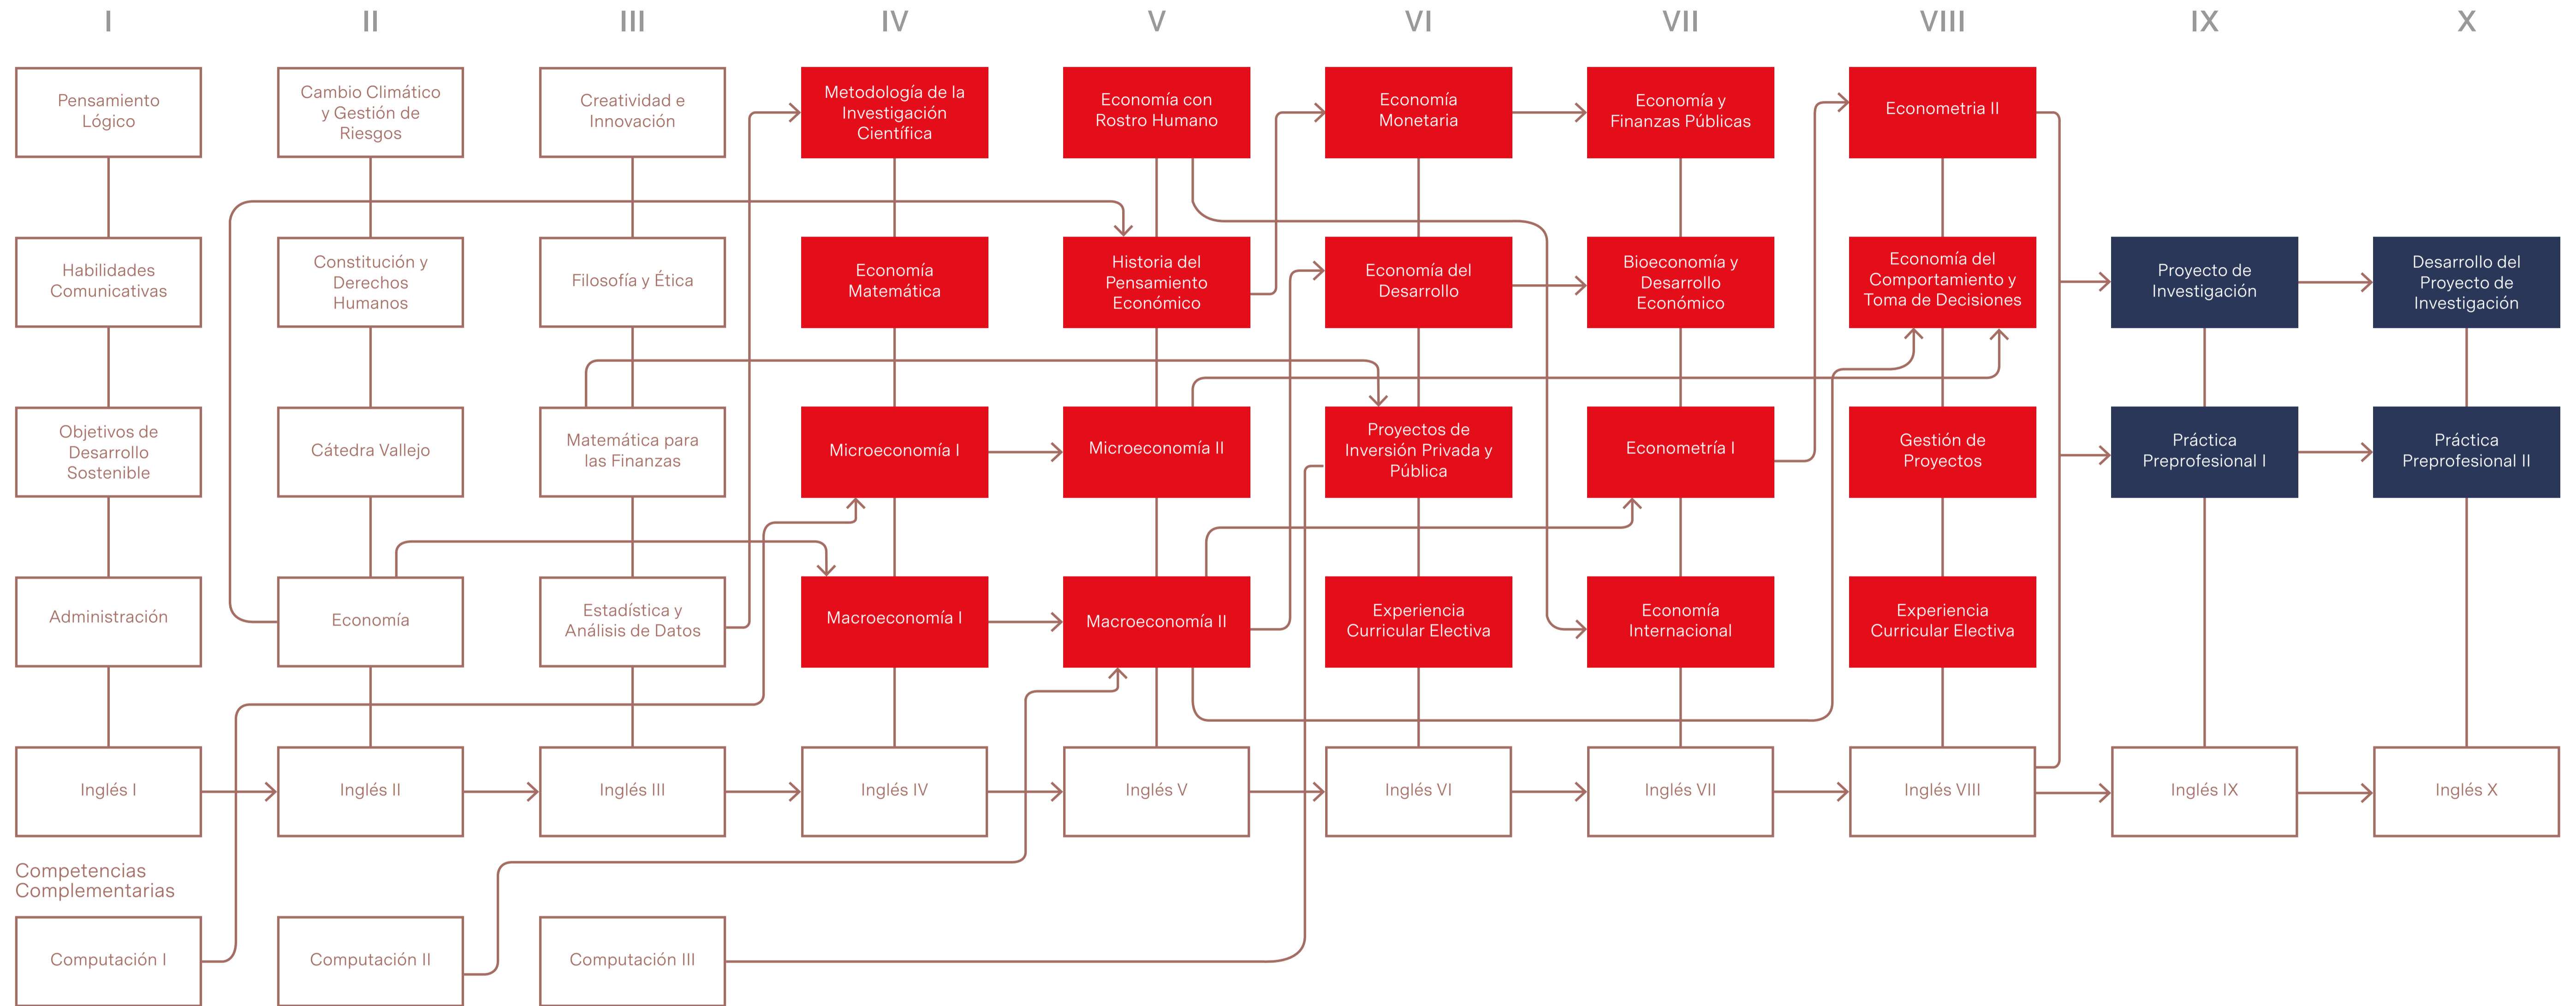 I
II
III
IV
V
VI
VII
VIII
IX
X
Pensamiento
Lógico
Cambio Climático
y Gestión de
Riesgos
Creatividad e
Innovación
Metodología de la
Investigación
Científica
Economía con
Rostro Humano
Economía
Monetaria
Economía y
Finanzas Públicas
Econometria II
Habilidades
Comunicativas
Constitución y
Derechos
Humanos
Filosofía y Ética
Economía
Matemática
Historia del
Pensamiento
Económico
Economía del
Desarrollo
Bioeconomía y
Desarrollo
Económico
Economía del
Comportamiento y
Toma de Decisiones
Proyecto de
Investigación
Desarrollo del
Proyecto de
Investigación
Objetivos de
Desarrollo
Sostenible
Cátedra Vallejo
Matemática para
las Finanzas
Microeconomía I
Microeconomía II
Proyectos de
Inversión Privada y
Pública
Econometría I
Gestión de
Proyectos
Práctica
Preprofesional I
Práctica
Preprofesional II
Administración
Economía
Estadística y
Análisis de Datos
Macroeconomía I
Macroeconomía II
Experiencia
Curricular Electiva
Economía
Internacional
Experiencia
Curricular Electiva
Inglés I
Inglés II
Inglés III
Inglés IV
Inglés V
Inglés VI
Inglés VII
Inglés VIII
Inglés IX
Inglés X
Competencias
Complementarias
Computación I
Computación II
Computación III